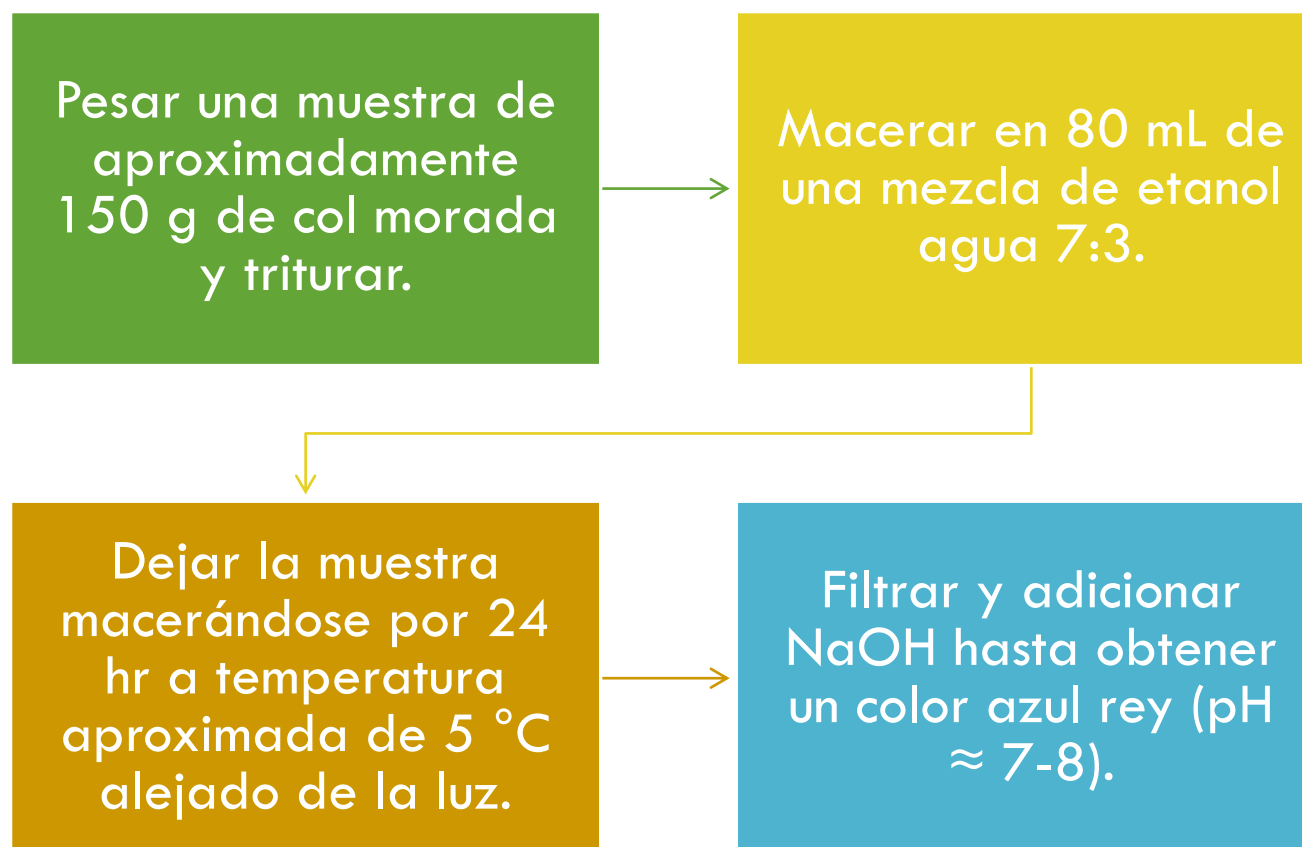 Pesar una muestra de
aproximadamente
150 g de col morada
y triturar.
Macerar en 80 mL de
una mezcla de etanol
agua 7:3.
Dejar la muestra
macerándose por 24
hr a temperatura
aproximada de 5 °C
alejado de la luz.
Filtrar y adicionar
NaOH hasta obtener
un color azul rey (pH
≈ 7-8).